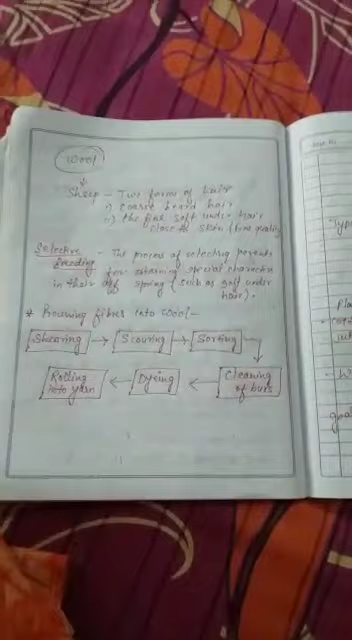 Wool
Sheep - Two forms of hair
i) coarse beard hair
ii) the fine soft under hair
close to skin (fine quality)
Selective - The process of selecting parents
breeding for obtaining special characters
in their off spring (such as soft under
hair).
* Processing fibres into wool -
Shearing → Scouring → Sorting
Rolling into yarn ← Dyeing ← Cleaning of burs